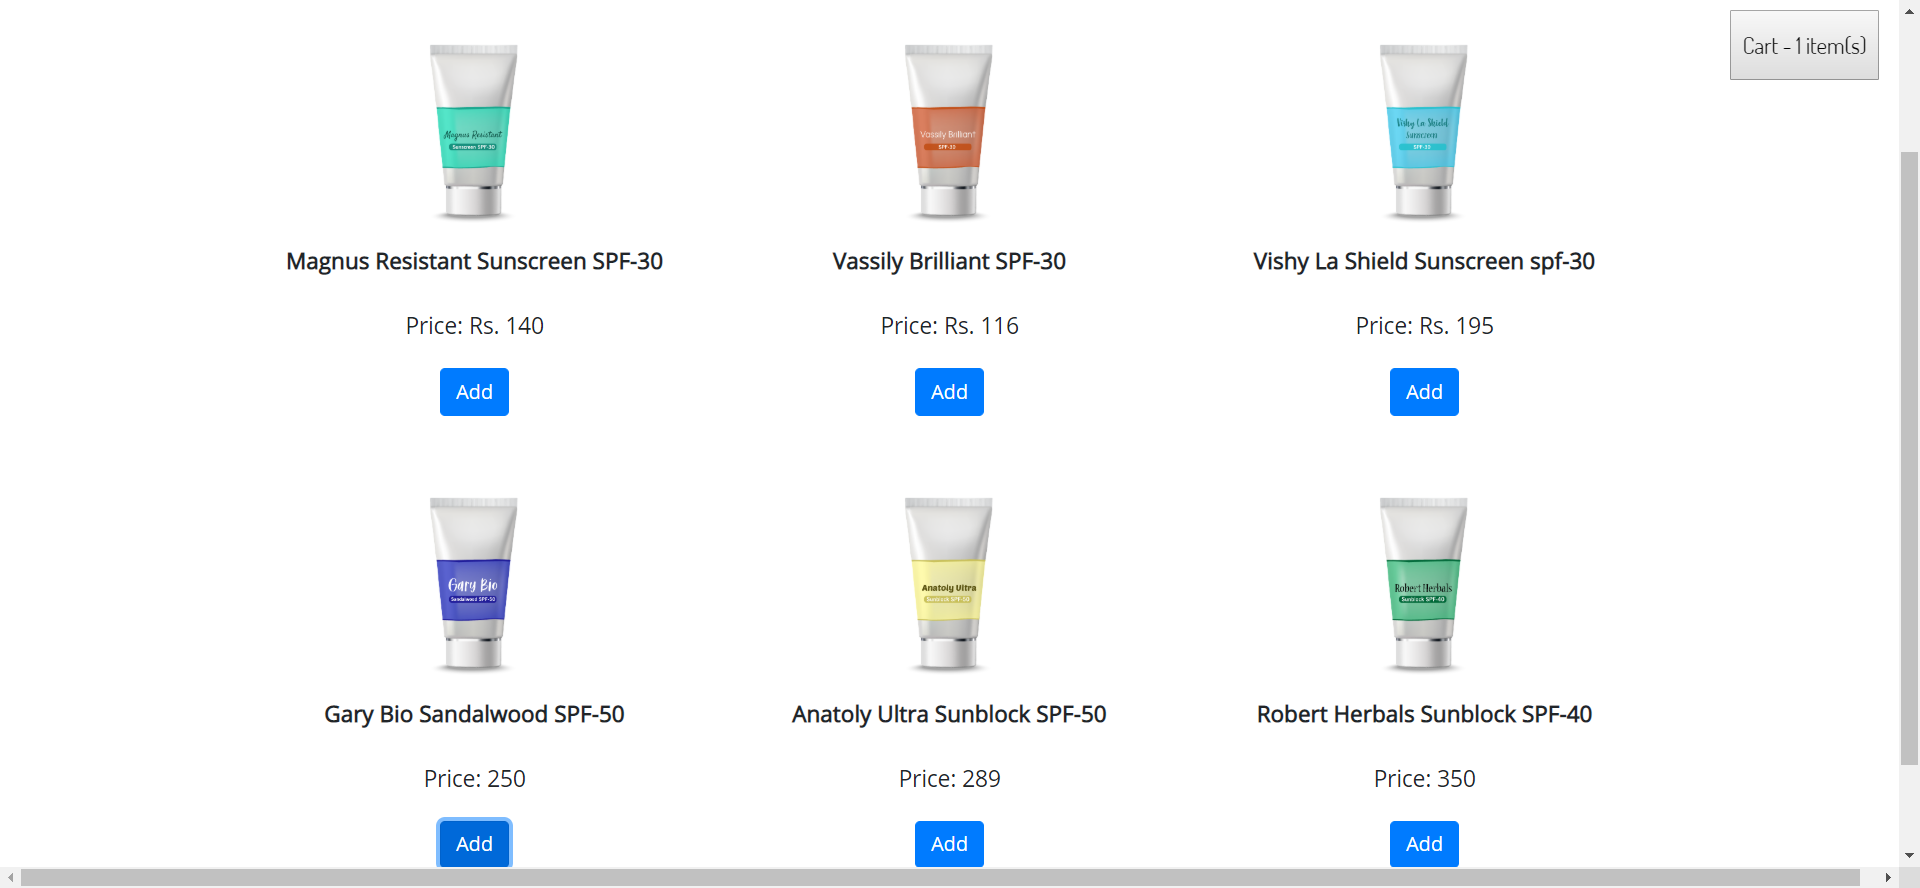 Cart - 1 item(s)
Magnus Resistant
Sunscreen SPF-30
Vassily Brilliant
SPF-30
Vishy La Shield
Sunscreen
SPF-30
Magnus Resistant Sunscreen SPF-30
Vassily Brilliant SPF-30
Vishy La Shield Sunscreen spf-30
Price: Rs. 140
Price: Rs. 116
Price: Rs. 195
Add
Add
Add
Gary Bio
Sandalwood SPF-50
Anatoly Ultra
Sunblock SPF-50
Robert Herbals
Sunblock SPF-40
Gary Bio Sandalwood SPF-50
Anatoly Ultra Sunblock SPF-50
Robert Herbals Sunblock SPF-40
Price: 250
Price: 289
Price: 350
Add
Add
Add